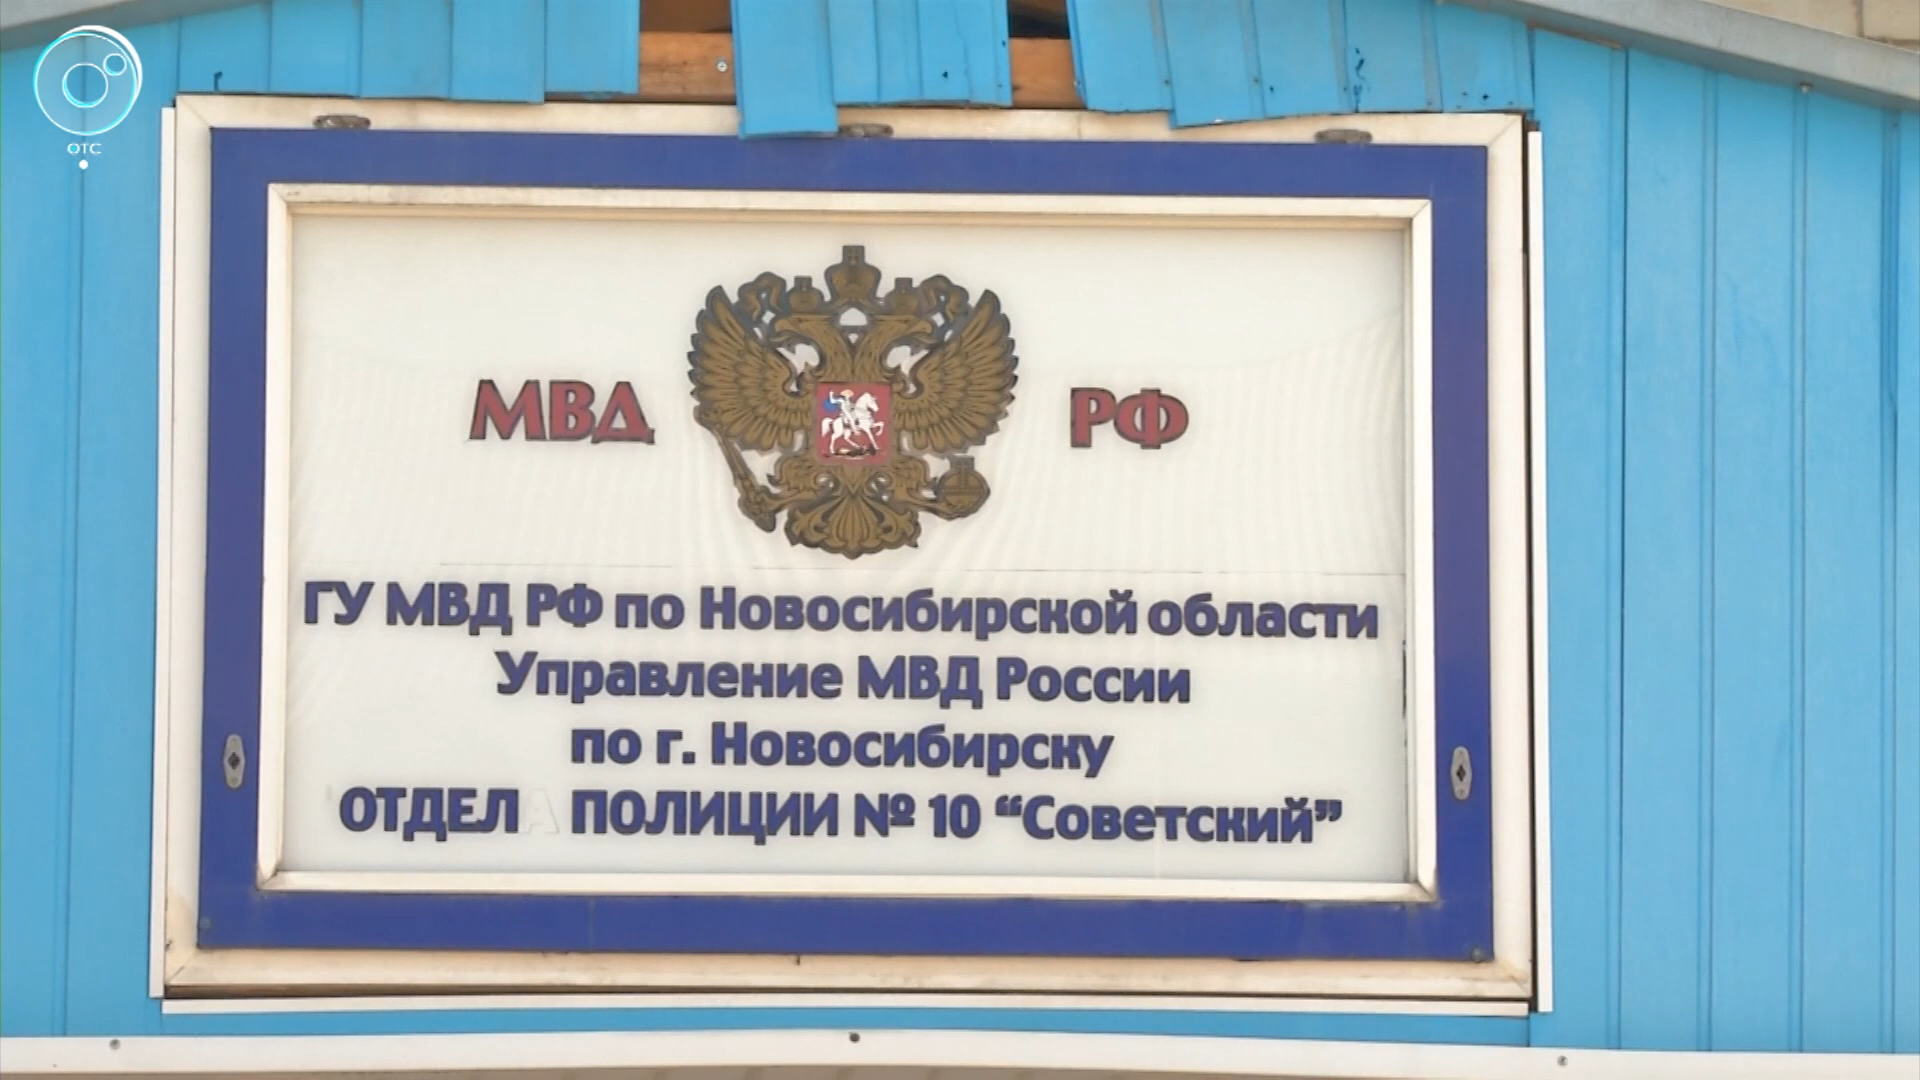 ОТС
МВД РФ
ГУ МВД РФ по Новосибирской области
Управление МВД России
по г. Новосибирску
ОТДЕЛ ПОЛИЦИИ № 10 “Советский”